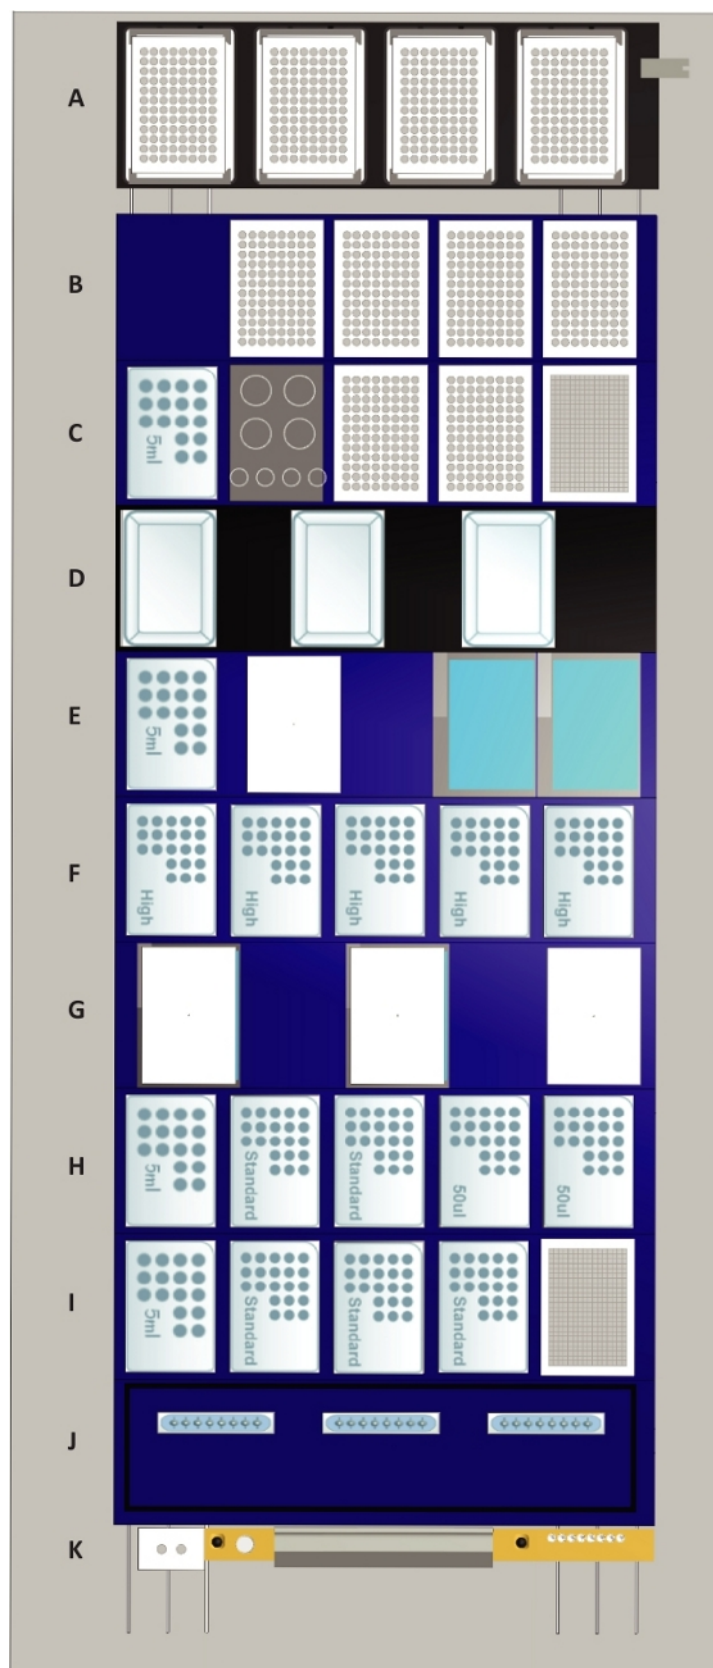 A
B
C
5ml
D
E
5ml
F
High
High
High
High
High
G
H
5ml
Standard
Standard
50ul
50ul
I
5ml
Standard
Standard
Standard
J
K